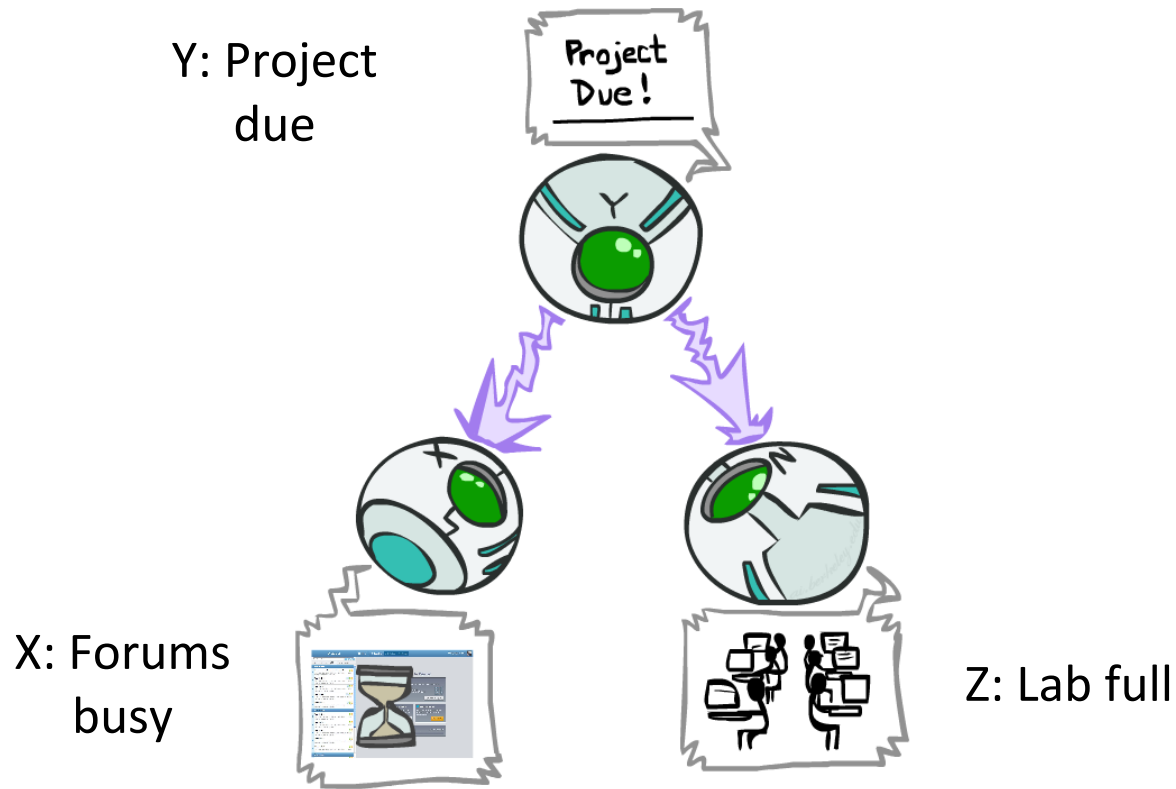 Y: Project
due
Project
Due!
Y
X
Z
X: Forums
busy
Z: Lab full